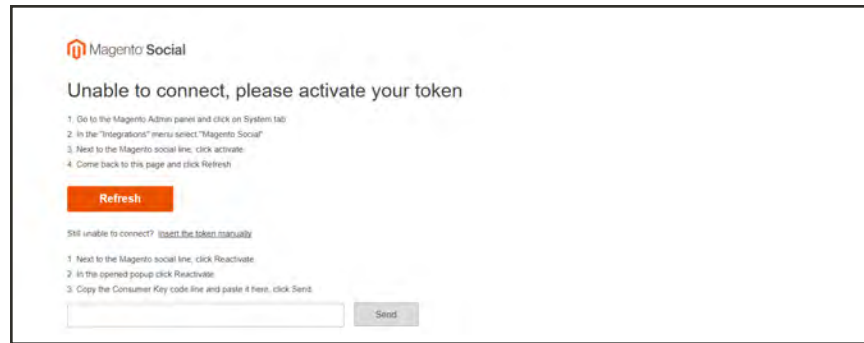 Magento Social
Unable to connect, please activate your token
1. Go to the Magento Admin panel and click on System tab
2. In the "Integrations" menu select "Magento Social"
3. Next to the Magento social line, click activate
4. Come back to this page and click Refresh
Refresh
Still unable to connect? Insert the token manually
1. Next to the Magento social line, click Reactivate
2. In the opened popup click Reactivate
3. Copy the Consumer Key code line and paste it here, click Send.
Send